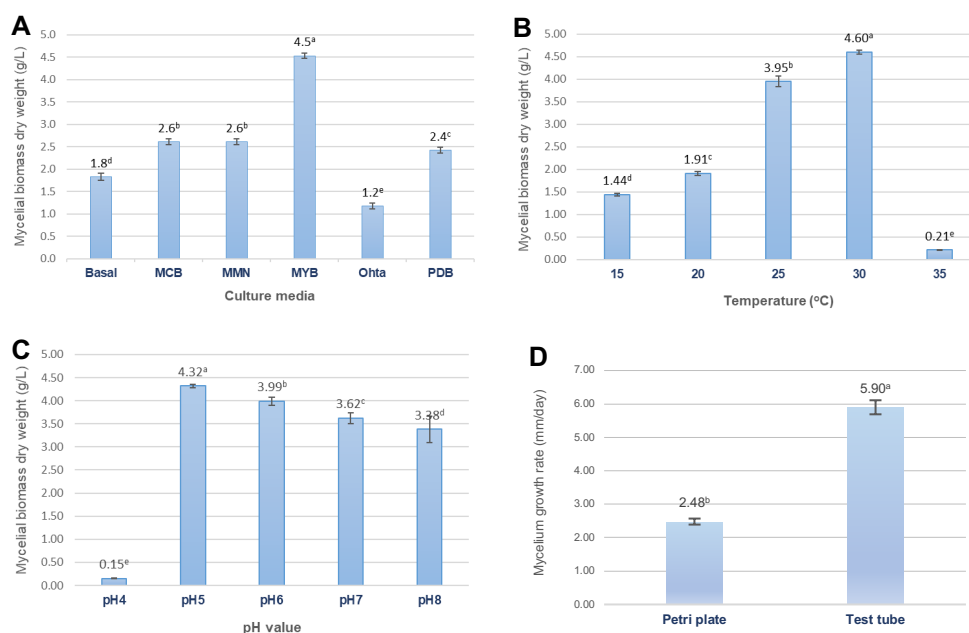 A
Mycelial biomass dry weight (g/L)
5.0
4.5
4.0
3.5
3.0
2.5
2.0
1.5
1.0
0.5
0.0
1.8ᵈ
2.6ᵇ
2.6ᵇ
4.5ᵃ
1.2ᵉ
2.4ᶜ
Basal MCB MMN MYB Ohta PDB
Culture media
B
Mycelial biomass dry weight (g/L)
5.00
4.50
4.00
3.50
3.00
2.50
2.00
1.50
1.00
0.50
0.00
1.44ᵈ
1.91ᶜ
3.95ᵇ
4.60ᵃ
0.21ᵉ
15 20 25 30 35
Temperature (°C)
C
Mycelial biomass dry weight (g/L)
5.00
4.50
4.00
3.50
3.00
2.50
2.00
1.50
1.00
0.50
0.00
0.15ᵉ
4.32ᵃ
3.99ᵇ
3.62ᶜ
3.38ᵈ
pH4 pH5 pH6 pH7 pH8
pH value
D
Mycelium growth rate (mm/day)
7.00
6.00
5.00
4.00
3.00
2.00
1.00
0.00
2.48ᵇ
5.90ᵃ
Petri plate Test tube